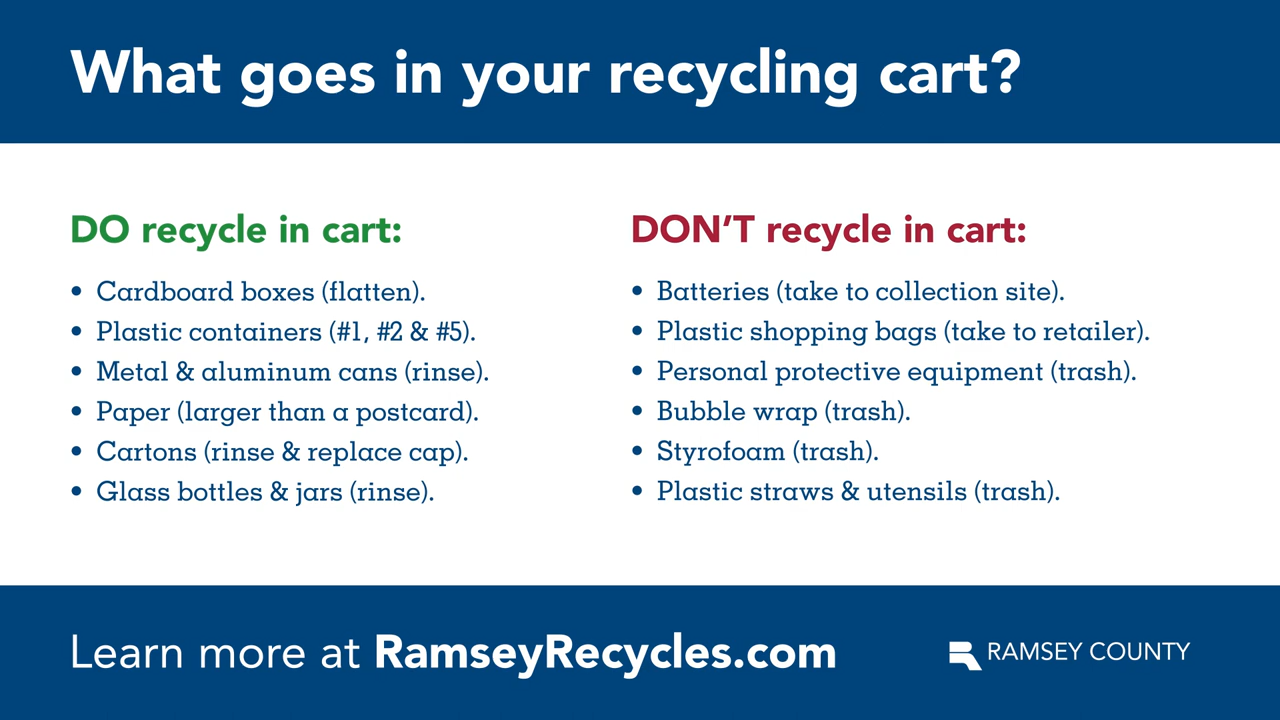 What goes in your recycling cart?
DO recycle in cart:
• Cardboard boxes (flatten).
• Plastic containers (#1, #2 & #5).
• Metal & aluminum cans (rinse).
• Paper (larger than a postcard).
• Cartons (rinse & replace cap).
• Glass bottles & jars (rinse).
DON’T recycle in cart:
• Batteries (take to collection site).
• Plastic shopping bags (take to retailer).
• Personal protective equipment (trash).
• Bubble wrap (trash).
• Styrofoam (trash).
• Plastic straws & utensils (trash).
Learn more at RamseyRecycles.com
RAMSEY COUNTY